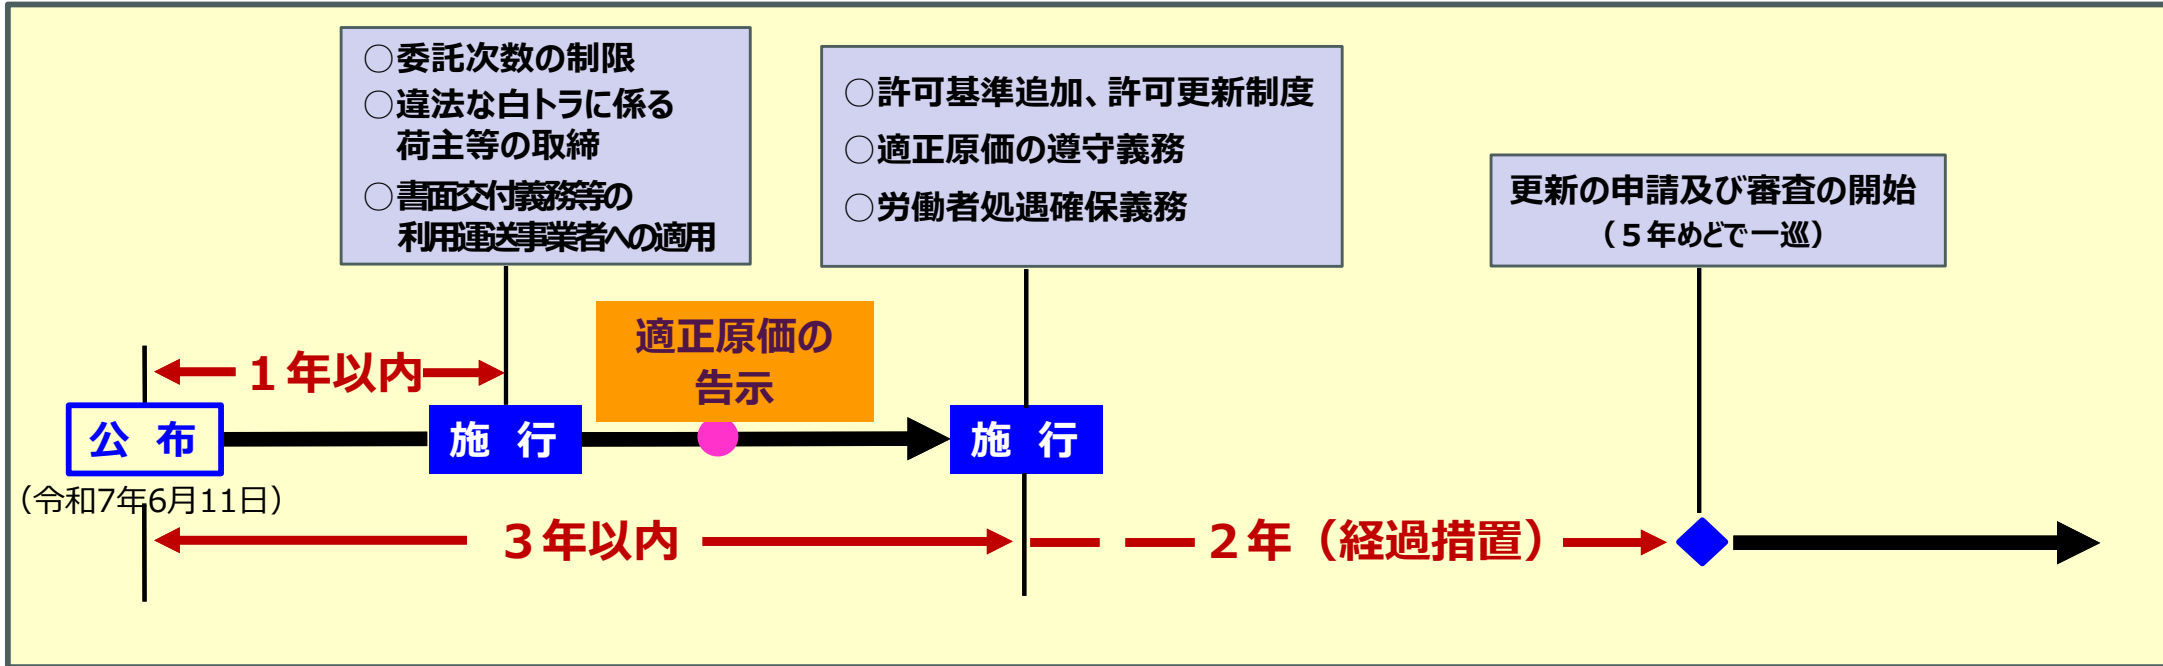 ○委託次数の制限
○違法な白トラに係る
荷主等の取締
○書面交付義務等の
利用運送事業者への適用
○許可基準追加、許可更新制度
○適正原価の遵守義務
○労働者処遇確保義務
更新の申請及び審査の開始
（５年めどで一巡）
適正原価の
告示
１年以内
公 布
施 行
施 行
（令和7年6月11日）
３年以内
２年（経過措置）